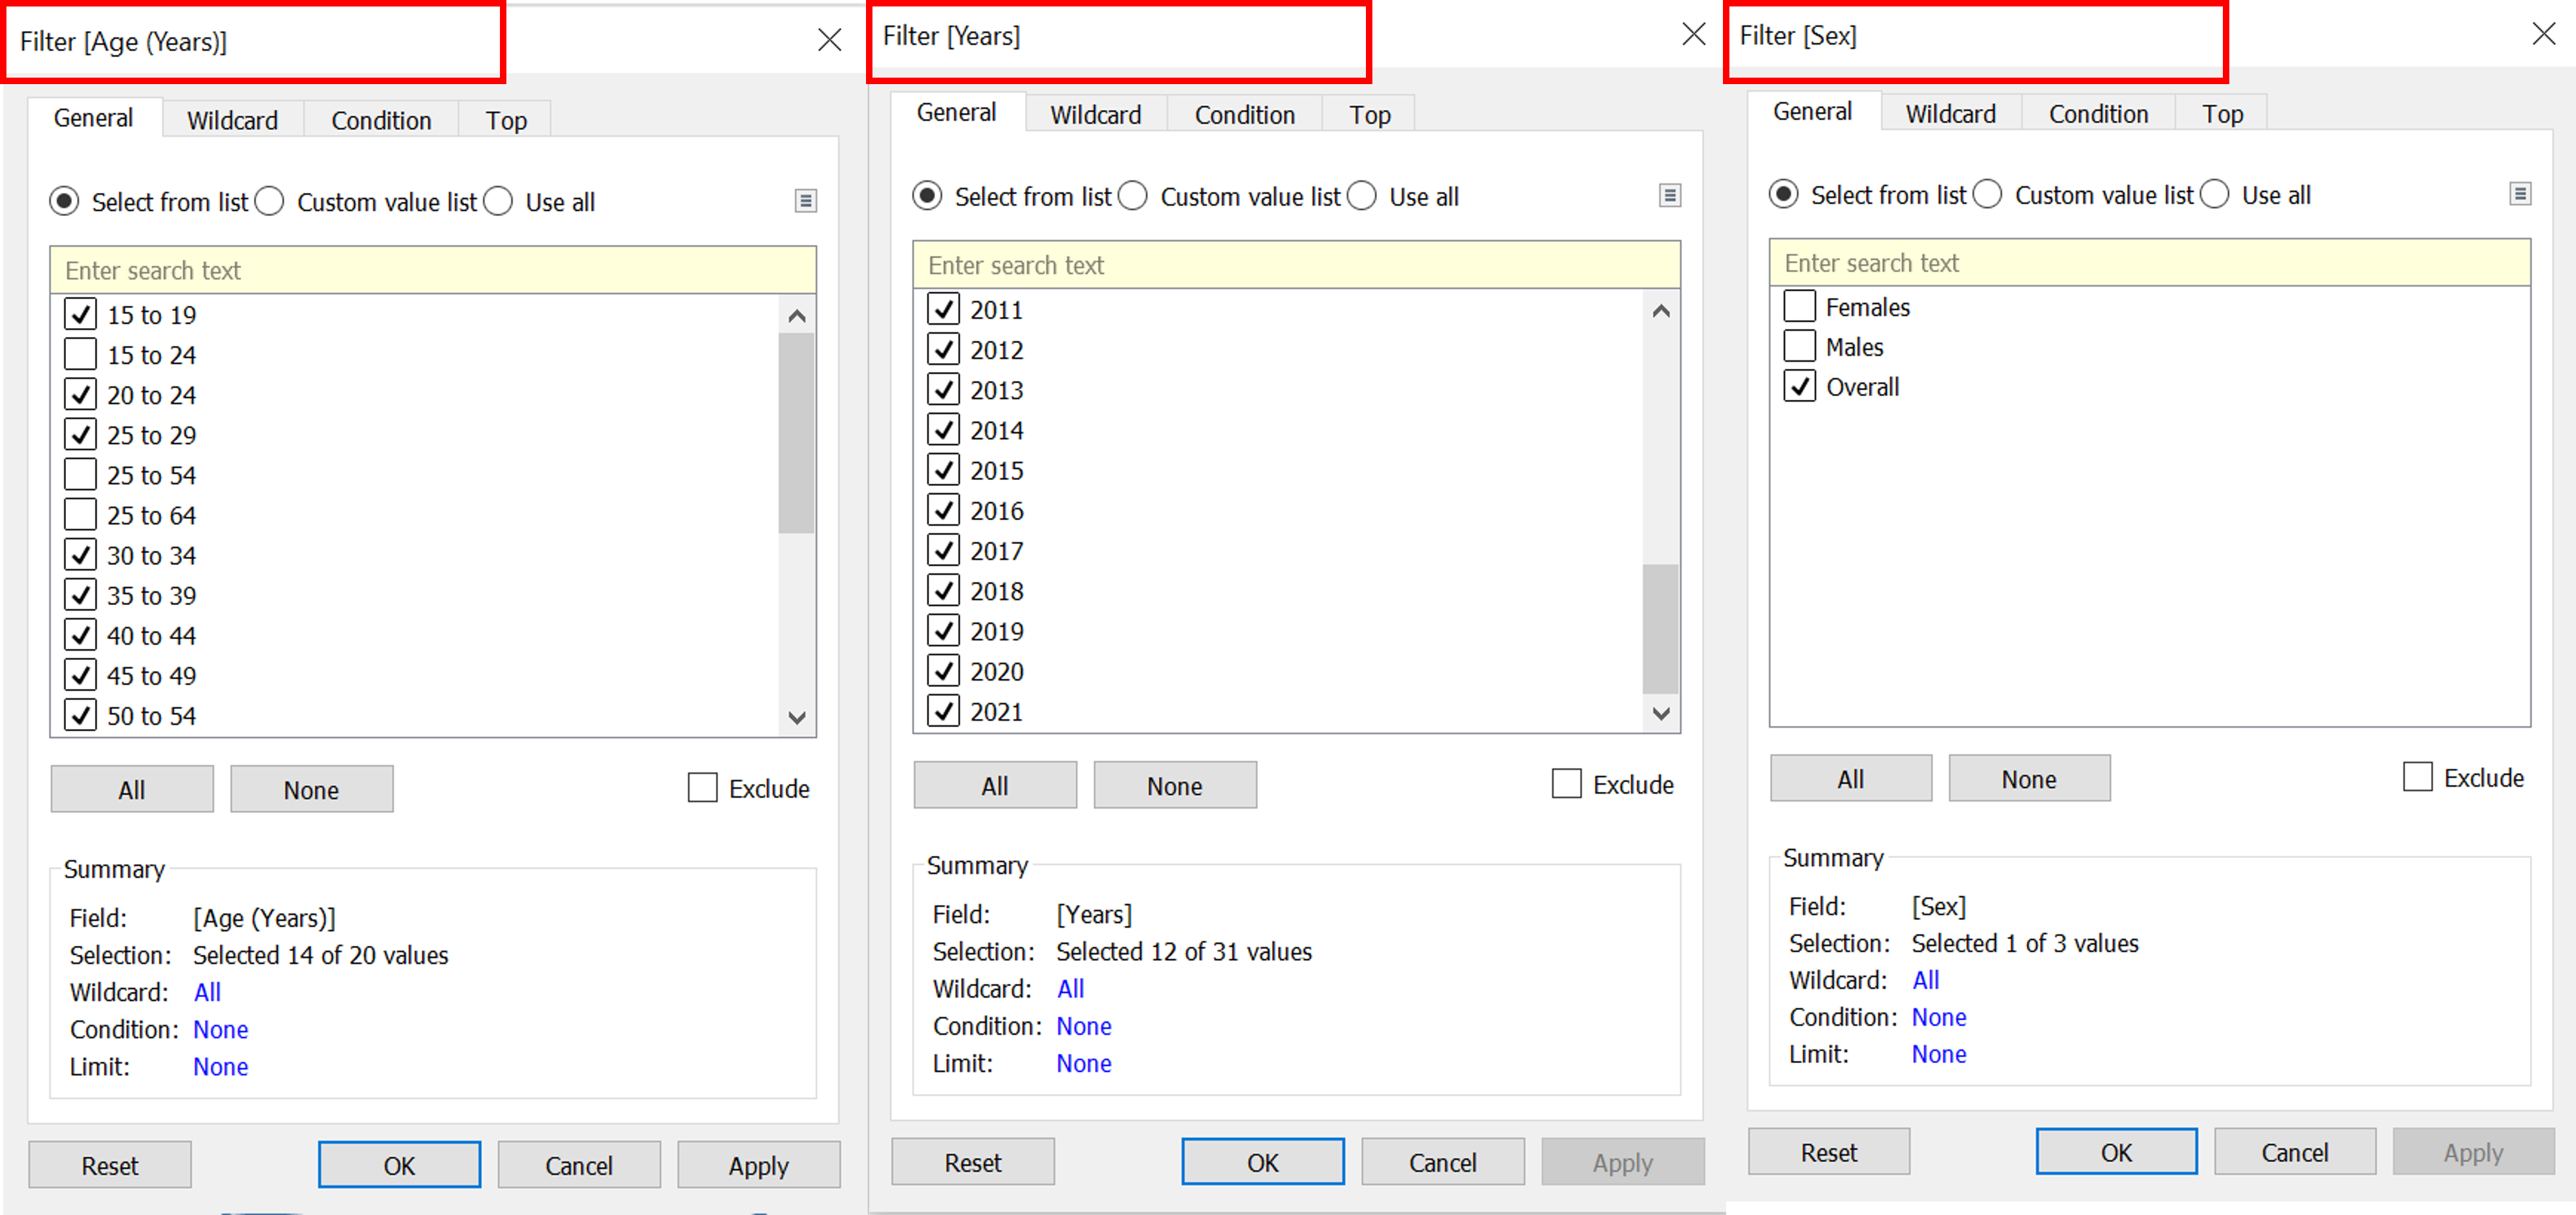 Filter [Age (Years)]
General Wildcard Condition Top
Select from list Custom value list Use all
Enter search text
15 to 19
15 to 24
20 to 24
25 to 29
25 to 54
25 to 64
30 to 34
35 to 39
40 to 44
45 to 49
50 to 54
All None Exclude
Summary
Field: [Age (Years)]
Selection: Selected 14 of 20 values
Wildcard: All
Condition: None
Limit: None
Reset OK Cancel Apply
Filter [Years]
General Wildcard Condition Top
Select from list Custom value list Use all
Enter search text
2011
2012
2013
2014
2015
2016
2017
2018
2019
2020
2021
All None Exclude
Summary
Field: [Years]
Selection: Selected 12 of 31 values
Wildcard: All
Condition: None
Limit: None
Reset OK Cancel Apply
Filter [Sex]
General Wildcard Condition Top
Select from list Custom value list Use all
Enter search text
Females
Males
Overall
All None Exclude
Summary
Field: [Sex]
Selection: Selected 1 of 3 values
Wildcard: All
Condition: None
Limit: None
Reset OK Cancel Apply